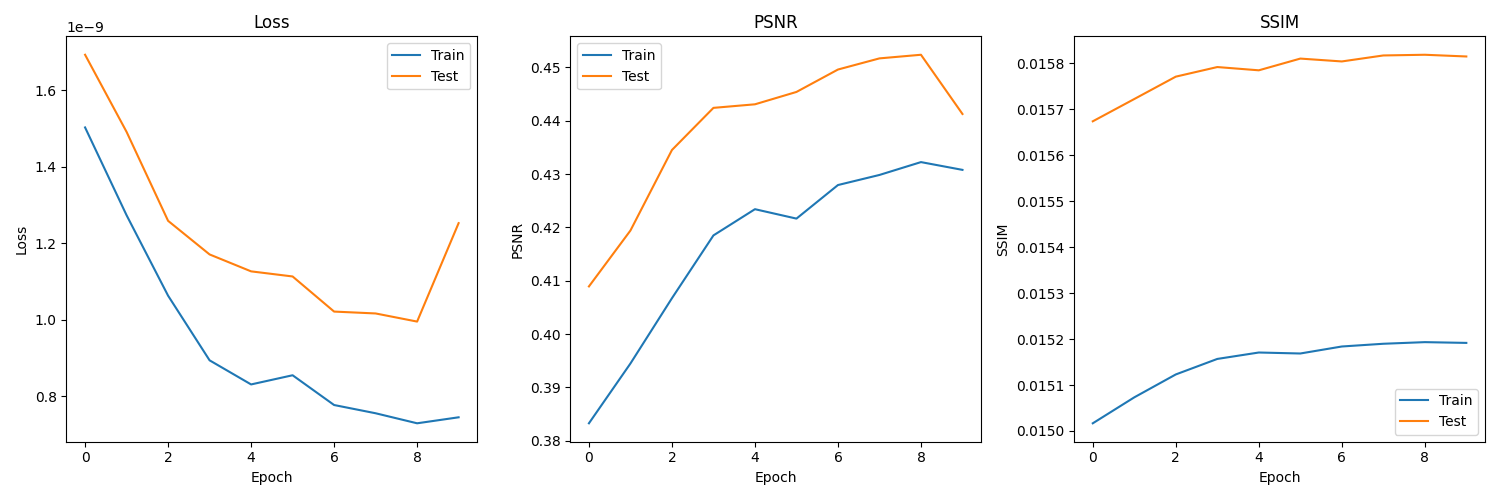 Loss
1e−9
Loss
1.6
1.4
1.2
1.0
0.8
0 2 4 6 8
Epoch
Train
Test
PSNR
PSNR
0.45
0.44
0.43
0.42
0.41
0.40
0.39
0.38
0 2 4 6 8
Epoch
Train
Test
SSIM
SSIM
0.0158
0.0157
0.0156
0.0155
0.0154
0.0153
0.0152
0.0151
0.0150
0 2 4 6 8
Epoch
Train
Test